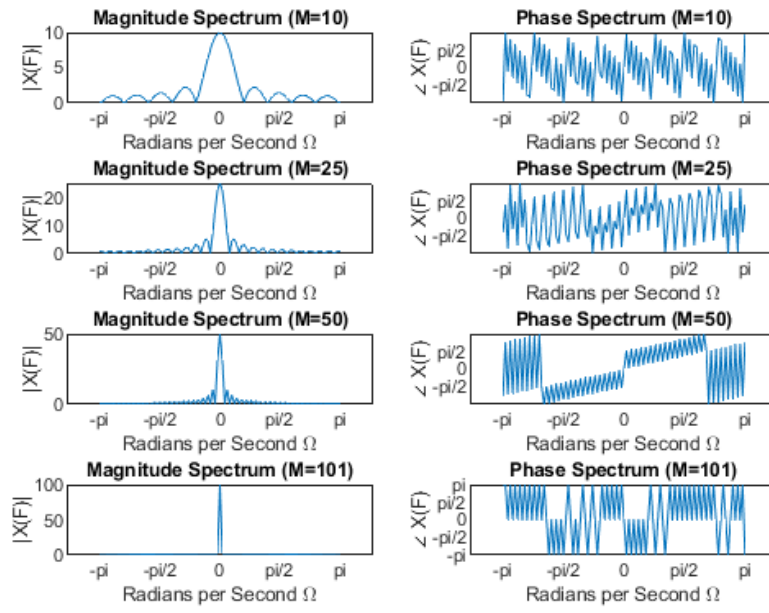 Magnitude Spectrum (M=10)
|X(F)|
10
5
0
-pi -pi/2 0 pi/2 pi
Radians per Second Ω
Phase Spectrum (M=10)
∠ X(F)
pi/2
0
-pi/2
-pi -pi/2 0 pi/2 pi
Radians per Second Ω
Magnitude Spectrum (M=25)
|X(F)|
20
10
0
-pi -pi/2 0 pi/2 pi
Radians per Second Ω
Phase Spectrum (M=25)
∠ X(F)
pi/2
0
-pi/2
-pi -pi/2 0 pi/2 pi
Radians per Second Ω
Magnitude Spectrum (M=50)
|X(F)|
50
0
-pi -pi/2 0 pi/2 pi
Radians per Second Ω
Phase Spectrum (M=50)
∠ X(F)
pi/2
0
-pi/2
-pi -pi/2 0 pi/2 pi
Radians per Second Ω
Magnitude Spectrum (M=101)
|X(F)|
100
50
0
-pi -pi/2 0 pi/2 pi
Radians per Second Ω
Phase Spectrum (M=101)
∠ X(F)
pi
pi/2
0
-pi/2
-pi
-pi -pi/2 0 pi/2 pi
Radians per Second Ω